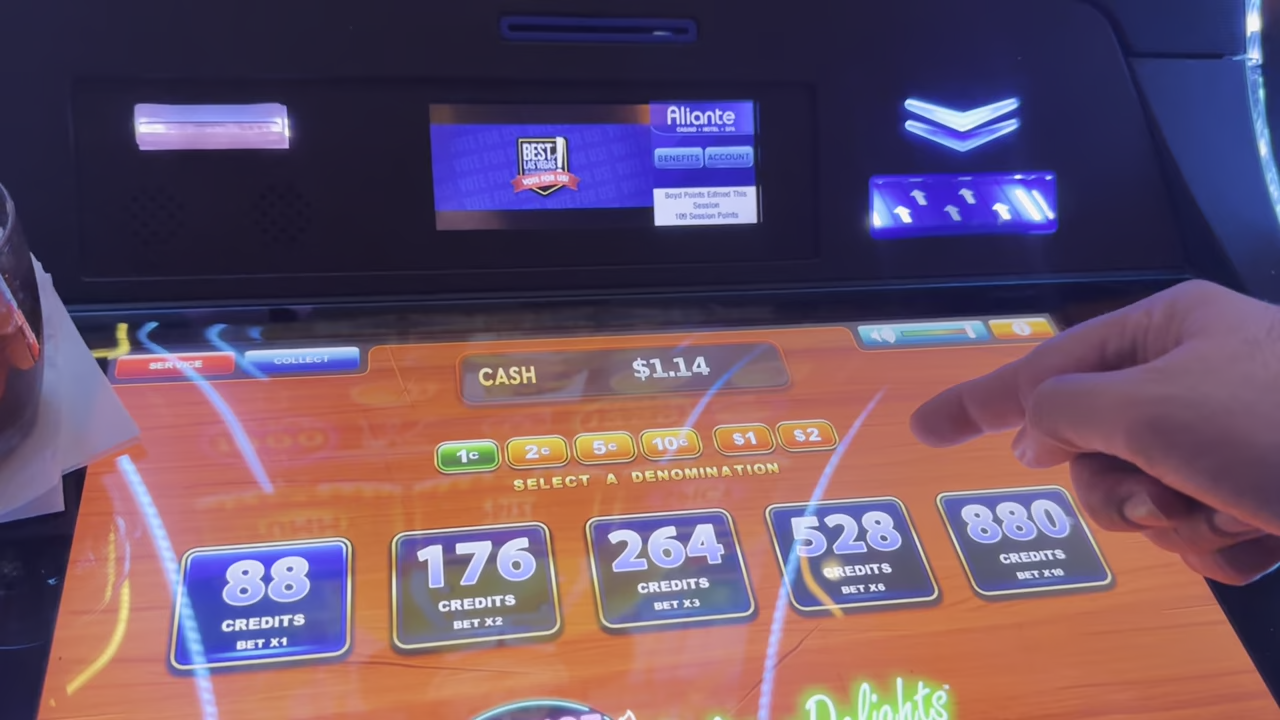 Aliante
CASINO • HOTEL • SPA
BEST
OF
LAS VEGAS
VOTE FOR US!
BENEFITS
ACCOUNT
Boyd Points Earned This
Session
109 Session Points
SERVICE
COLLECT
CASH $1.14
1¢ 2¢ 5¢ 10¢ $1 $2
SELECT A DENOMINATION
88
CREDITS
BET X1
176
CREDITS
BET X2
264
CREDITS
BET X3
528
CREDITS
BET X6
880
CREDITS
BET X10
Delights™